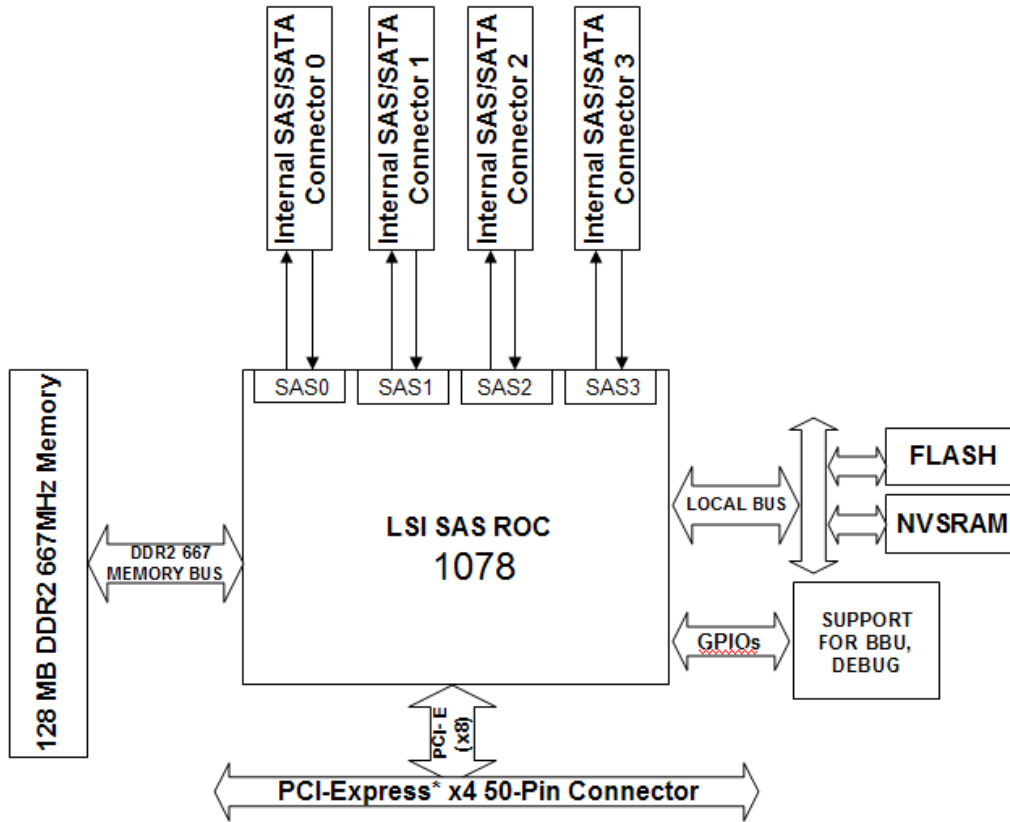 Internal SAS/SATA
Connector 0
Internal SAS/SATA
Connector 1
Internal SAS/SATA
Connector 2
Internal SAS/SATA
Connector 3
SAS0
SAS1
SAS2
SAS3
128 MB DDR2 667MHz Memory
DDR2 667
MEMORY BUS
LSI SAS ROC
1078
LOCAL BUS
FLASH
NVSRAM
GPIOs
SUPPORT
FOR BBU,
DEBUG
PCI- E
(x8)
PCI-Express* x4 50-Pin Connector